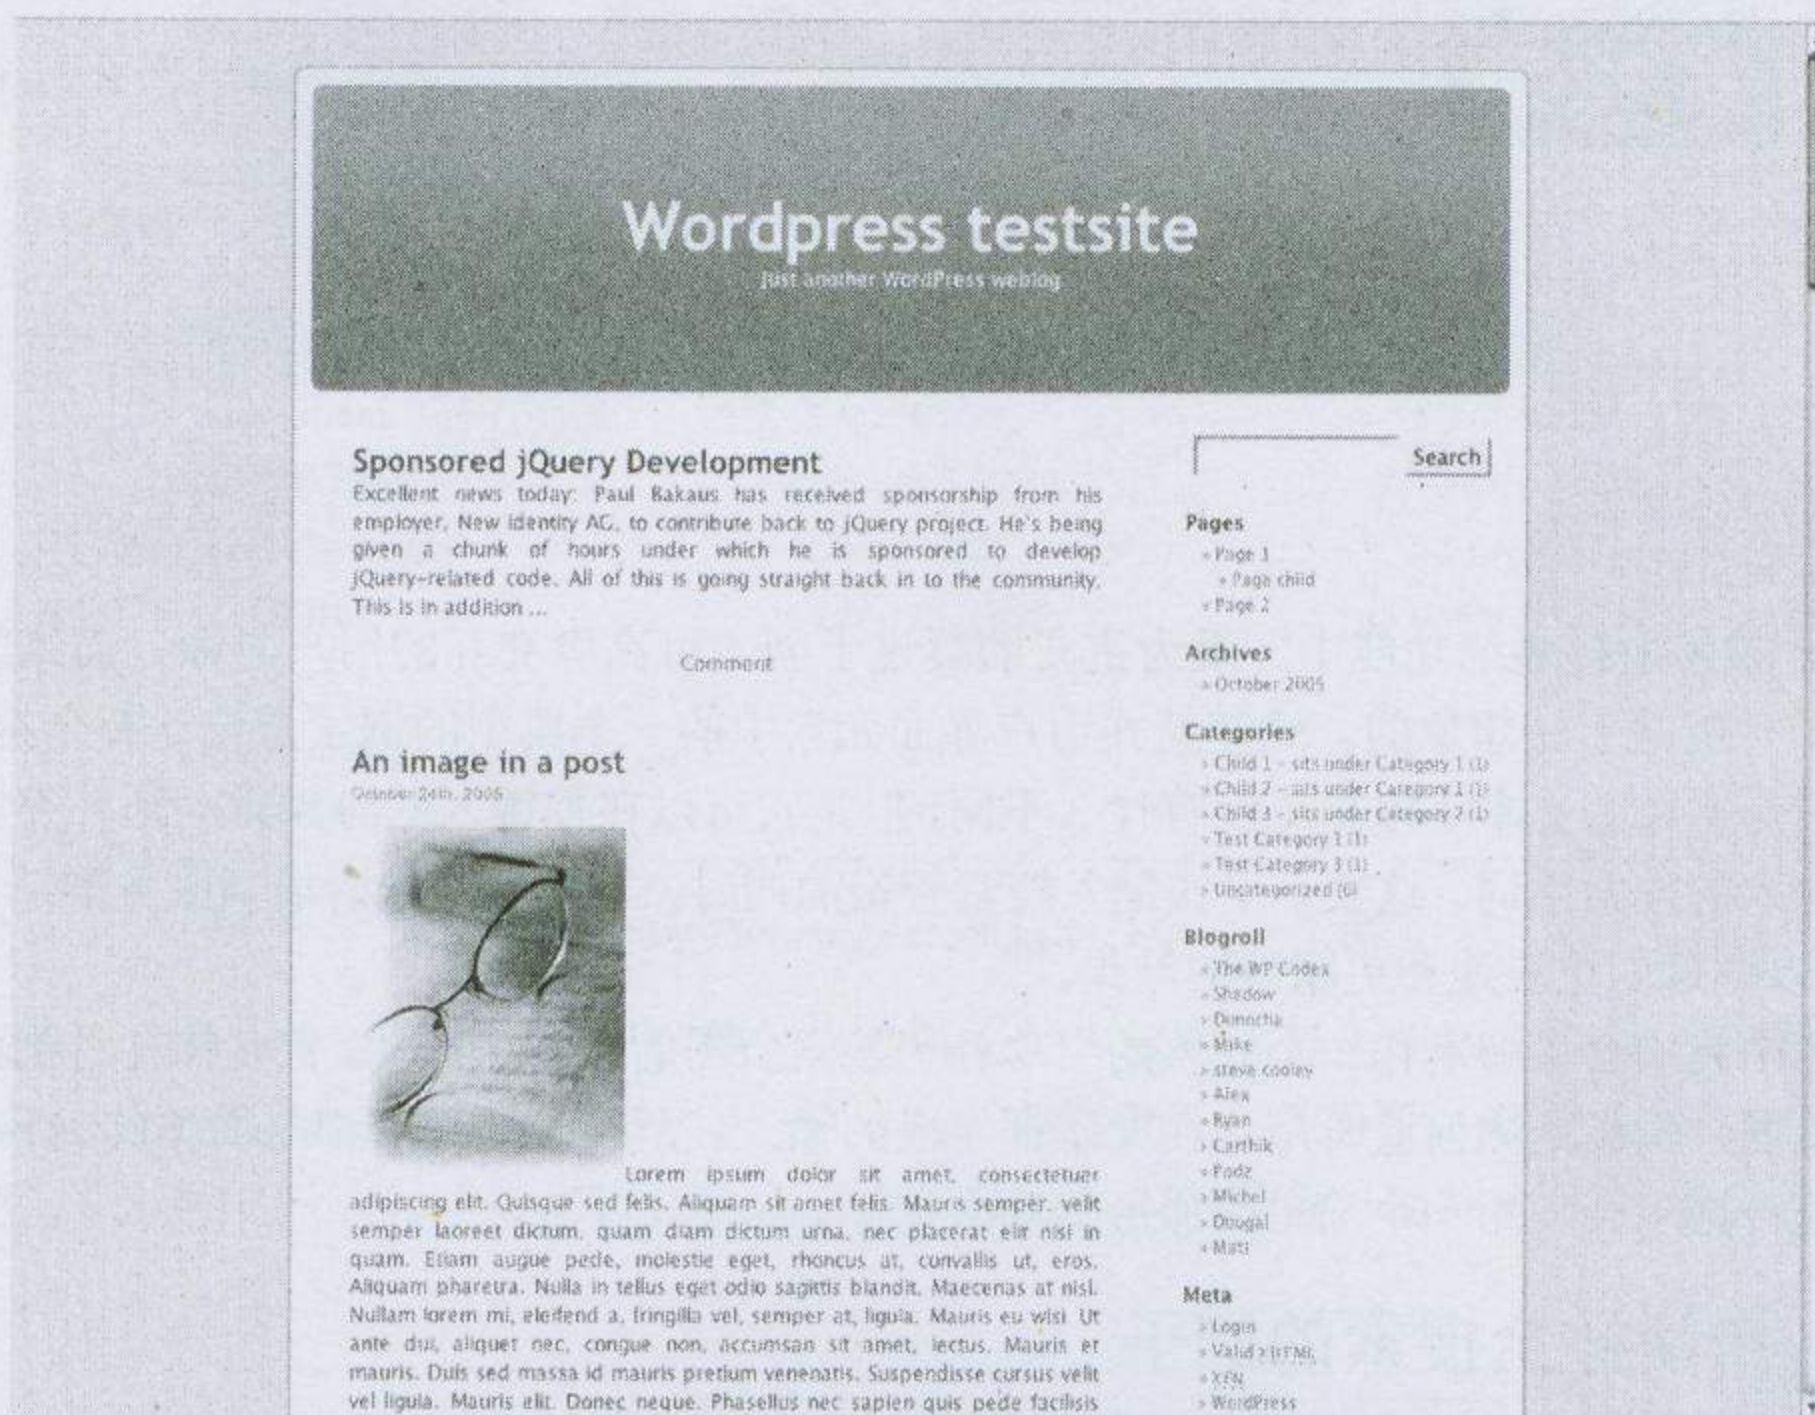 Wordpress testsite
Just another WordPress weblog
Sponsored jQuery Development
Excellent news today: Paul Bakaus has received sponsorship from his
employer, New Identity AG, to contribute back to jQuery project. He's being
given a chunk of hours under which he is sponsored to develop
jQuery-related code. All of this is going straight back in to the community.
This is in addition ...
Comment
An image in a post
October 24th, 2005
Lorem ipsum dolor sit amet, consectetuer
adipiscing elit. Quisque sed felis. Aliquam sit amet felis. Mauris semper, velit
semper laoreet dictum, quam diam dictum urna, nec placerat elit nisl in
quam. Etiam augue pede, molestie eget, rhoncus at, convallis ut, eros.
Aliquam pharetra. Nulla in tellus eget odio sagittis blandit. Maecenas at nisl.
Nullam lorem mi, eleifend a, fringilla vel, semper at, ligula. Mauris eu wisi. Ut
ante dui, aliquet nec, congue non, accumsan sit amet, lectus. Mauris et
mauris. Duis sed massa id mauris pretium venenatis. Suspendisse cursus velit
vel ligula. Mauris elit. Donec neque. Phasellus nec sapien quis pede facilisis
Search
Pages
» Page 1
» Page child
» Page 2
Archives
» October 2005
Categories
» Child 1 - sits under Category 1 (1)
» Child 2 - sits under Category 1 (1)
» Child 3 - sits under Category 2 (1)
» Test Category 1 (1)
» Test Category 3 (1)
» Uncategorized (6)
Blogroll
» The WP Codex
» Shadow
» Donncha
» Mike
» steve cooley
» Alex
» Ryan
» Carthik
» Podz
» Michel
» Dougal
» Matt
Meta
» Login
» Valid XHTML
» XFN
» WordPress